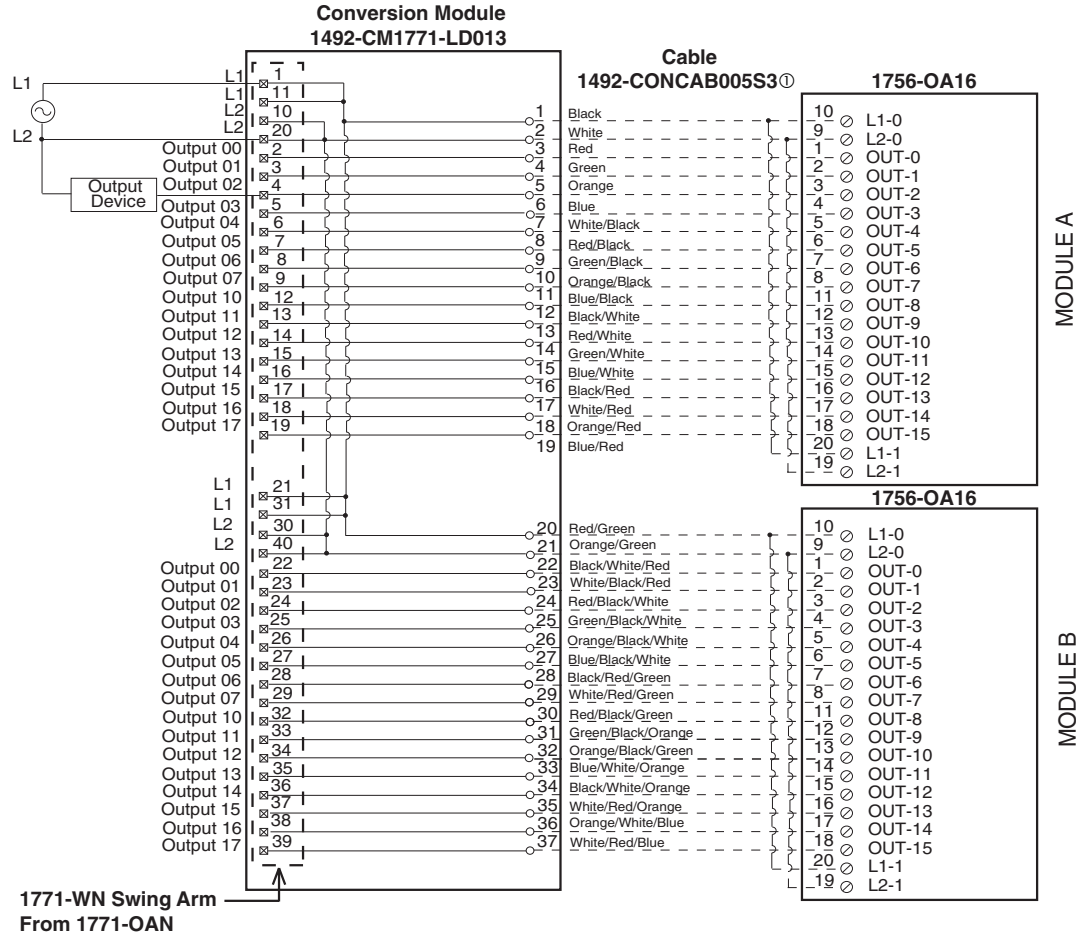 Conversion Module
1492-CM1771-LD013
Cable
1492-CONCAB005S3①
1756-OA16
L1
L2
Output
Device
L1 1
L1 11
L2 10
L2 20
Output 00 2
Output 01 3
Output 02 4
Output 03 5
Output 04 6
Output 05 7
Output 06 8
Output 07 9
Output 10 12
Output 11 13
Output 12 14
Output 13 15
Output 14 16
Output 15 17
Output 16 18
Output 17 19
1 Black 10 L1-0
2 White 9 L2-0
3 Red 1 OUT-0
4 Green 2 OUT-1
5 Orange 3 OUT-2
6 Blue 4 OUT-3
7 White/Black 5 OUT-4
8 Red/Black 6 OUT-5
9 Green/Black 7 OUT-6
10 Orange/Black 8 OUT-7
11 Blue/Black 11 OUT-8
12 Black/White 12 OUT-9
13 Red/White 13 OUT-10
14 Green/White 14 OUT-11
15 Blue/White 15 OUT-12
16 Black/Red 16 OUT-13
17 White/Red 17 OUT-14
18 Orange/Red 18 OUT-15
19 Blue/Red 20 L1-1
19 L2-1
MODULE A
1756-OA16
L1 21
L1 31
L2 30
L2 40
Output 00 22
Output 01 23
Output 02 24
Output 03 25
Output 04 26
Output 05 27
Output 06 28
Output 07 29
Output 10 32
Output 11 33
Output 12 34
Output 13 35
Output 14 36
Output 15 37
Output 16 38
Output 17 39
20 Red/Green 10 L1-0
21 Orange/Green 9 L2-0
22 Black/White/Red 1 OUT-0
23 White/Black/Red 2 OUT-1
24 Red/Black/White 3 OUT-2
25 Green/Black/White 4 OUT-3
26 Orange/Black/White 5 OUT-4
27 Blue/Black/White 6 OUT-5
28 Black/Red/Green 7 OUT-6
29 White/Red/Green 8 OUT-7
30 Red/Black/Green 11 OUT-8
31 Green/Black/Orange 12 OUT-9
32 Orange/Black/Green 13 OUT-10
33 Blue/White/Orange 14 OUT-11
34 Black/White/Orange 15 OUT-12
35 White/Red/Orange 16 OUT-13
36 Orange/White/Blue 17 OUT-14
37 White/Red/Blue 18 OUT-15
20 L1-1
19 L2-1
MODULE B
1771-WN Swing Arm
From 1771-OAN